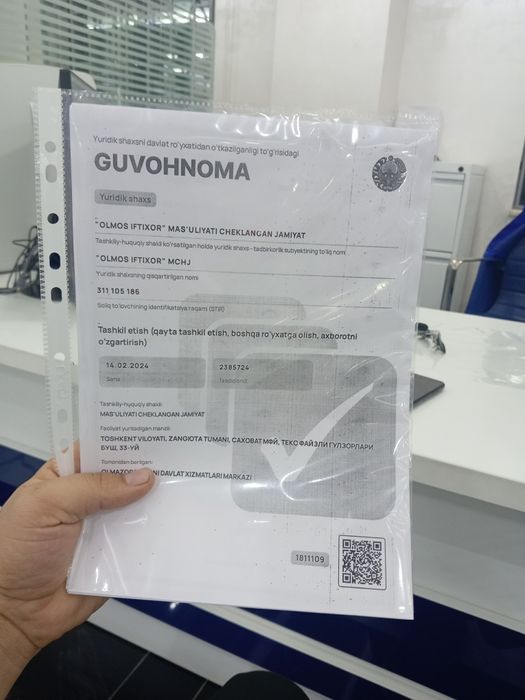 Yuridik shaxsni davlat ro'yxatidan o'tkazilganligi to'g'risidagi
GUVOHNOMA
Yuridik shaxs
"OLMOS IFTIXOR" MAS'ULIYATI CHEKLANGAN JAMIYAT
Tashkiliy-huquqiy shakli ko'rsatilgan holda yuridik shaxs - tadbirkorlik subyektining to'liq nomi
"OLMOS IFTIXOR" MCHJ
Yuridik shaxsning qisqartirilgan nomi
311 105 186
Soliq to'lovchining identifikatsiya raqami (STIR)
Tashkil etish (qayta tashkil etish, boshqa ro'yxatga olish, axborotni
o'zgartirish)
14.02.2024
2385724
Sana
Tasdiqlandi
Tashkiliy-huquqiy shakli:
MAS'ULIYATI CHEKLANGAN JAMIYAT
Faoliyat yuritadigan manzil:
TOSHKENT VILOYATI, ZANGIOTA TUMANI, САХОВАТ МФЙ, ТЕКС ФАЙЗЛИ ГУЛЗОРЛАРИ
БУШ, 33-УЙ
Tomonidan berilgan:
DAVLAT XIZMATLARI MARKAZI
1811109